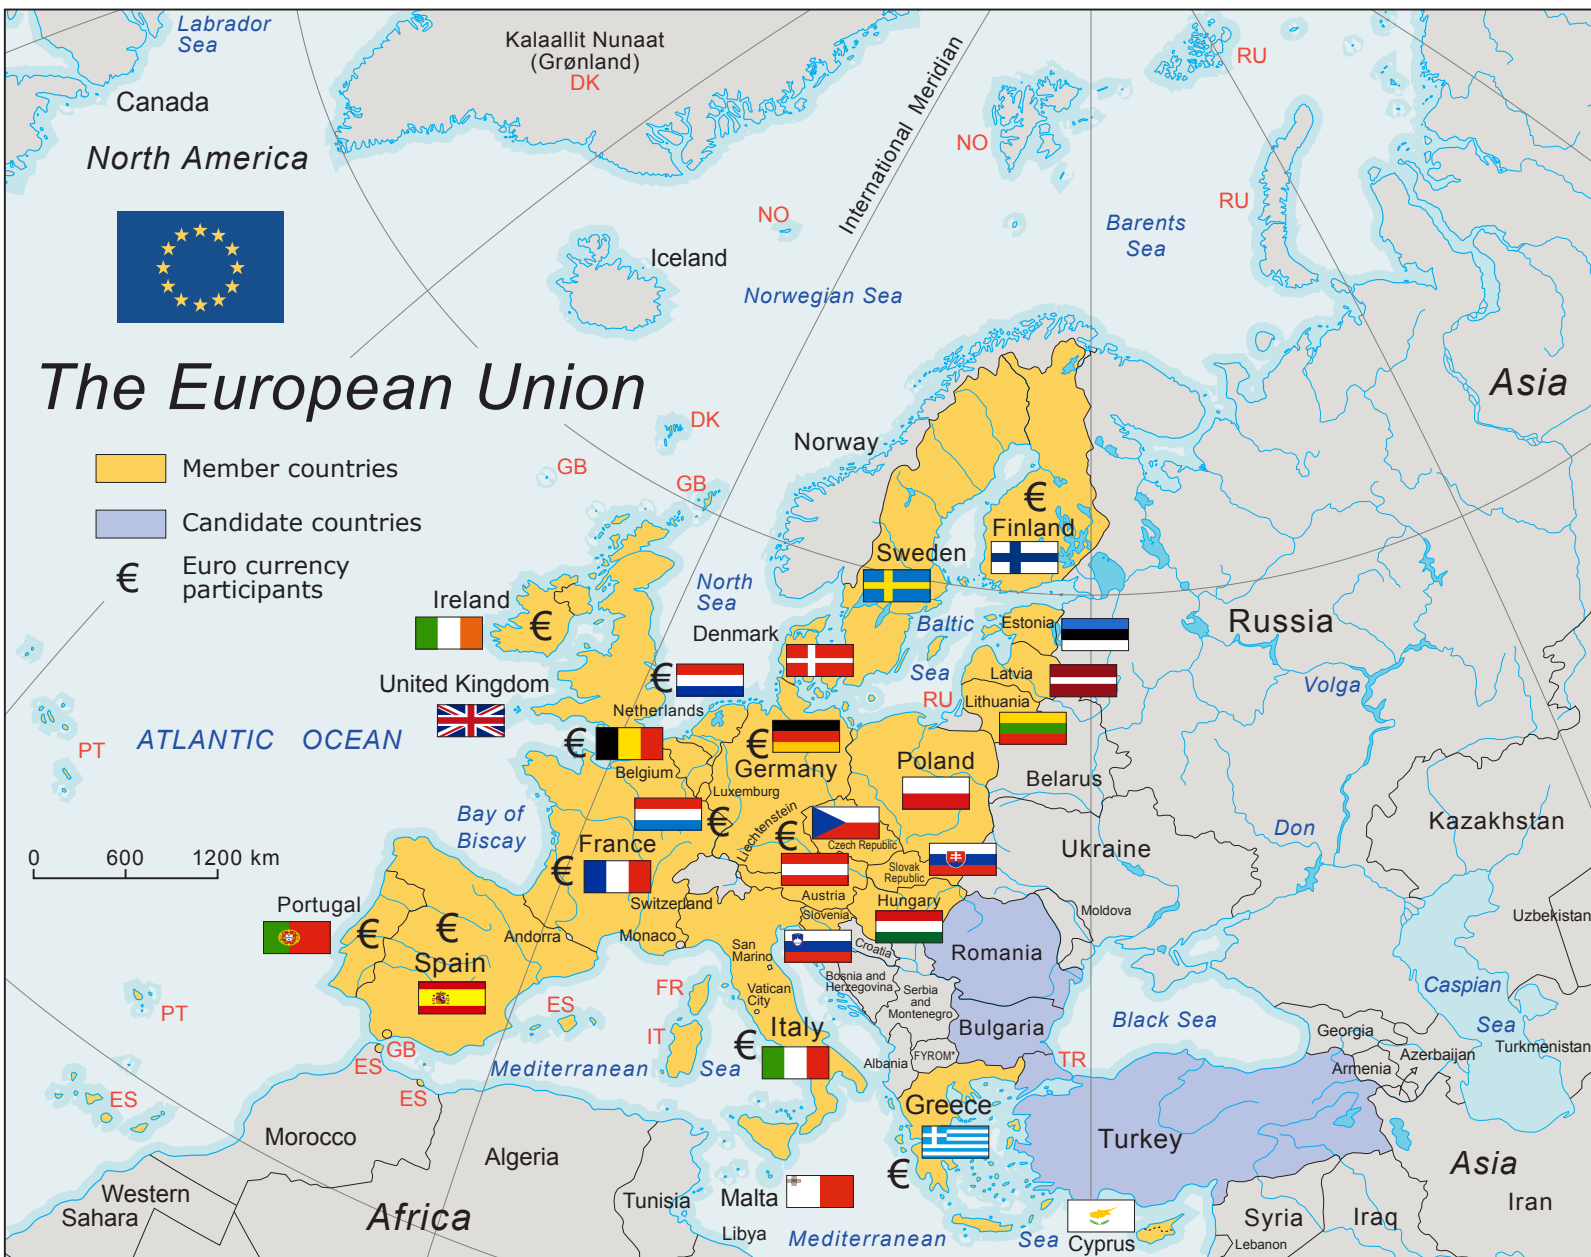 Labrador
Sea
Canada
North America
Kalaallit Nunaat
(Grønland)
DK
International Meridian
RU
NO
RU
NO
Iceland
Norwegian Sea
Barents
Sea
The European Union
Asia
Member countries
Candidate countries
€
Euro currency
participants
DK
GB
GB
Norway
€
Finland
Sweden
North
Sea
Ireland
€
Denmark
Baltic
Sea
Estonia
Latvia
Lithuania
RU
Russia
Volga
United Kingdom
€
Netherlands
PT
ATLANTIC OCEAN
€
Belgium
€
Germany
Poland
Belarus
Luxemburg
Liechtenstein
€
€
Czech Republic
Slovak
Republic
Bay of
Biscay
Don
Kazakhstan
Ukraine
0 600 1200 km
€
France
Switzerland
Austria
Hungary
Slovenia
Croatia
Moldova
Uzbekistan
Portugal
€
€
Spain
Andorra
Monaco
San
Marino
Romania
Bosnia and
Herzegovina
Serbia
and
Montenegro
Vatican
City
PT
ES
FR
IT
€
Italy
Bulgaria
Black Sea
Caspian
Sea
Georgia
Turkmenistan
Azerbaijan
Armenia
Albania
FYROM*
TR
GB
ES
ES
ES
Mediterranean Sea
Greece
€
Turkey
Morocco
Algeria
Asia
Western
Sahara
Africa
Tunisia
Malta
Libya
Mediterranean Sea
Cyprus
Syria
Lebanon
Iraq
Iran